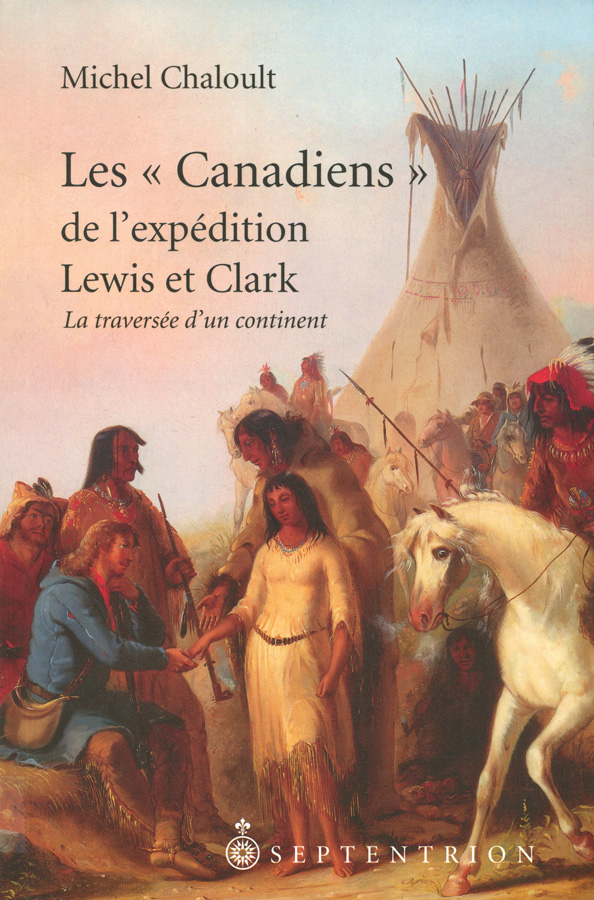 Michel Chaloult
Les « Canadiens »
de l’expédition
Lewis et Clark
La traversée d’un continent
SEPTENTRION